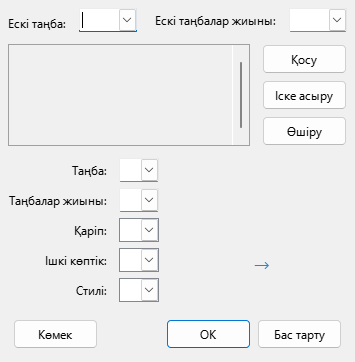 Ескі таңба: Ескі таңбалар жиыны:
Қосу
Іске асыру
Өшіру
Таңба:
Таңбалар жиыны:
Қаріп:
Ішкі көптік:
Стилі:
Көмек OK Бас тарту